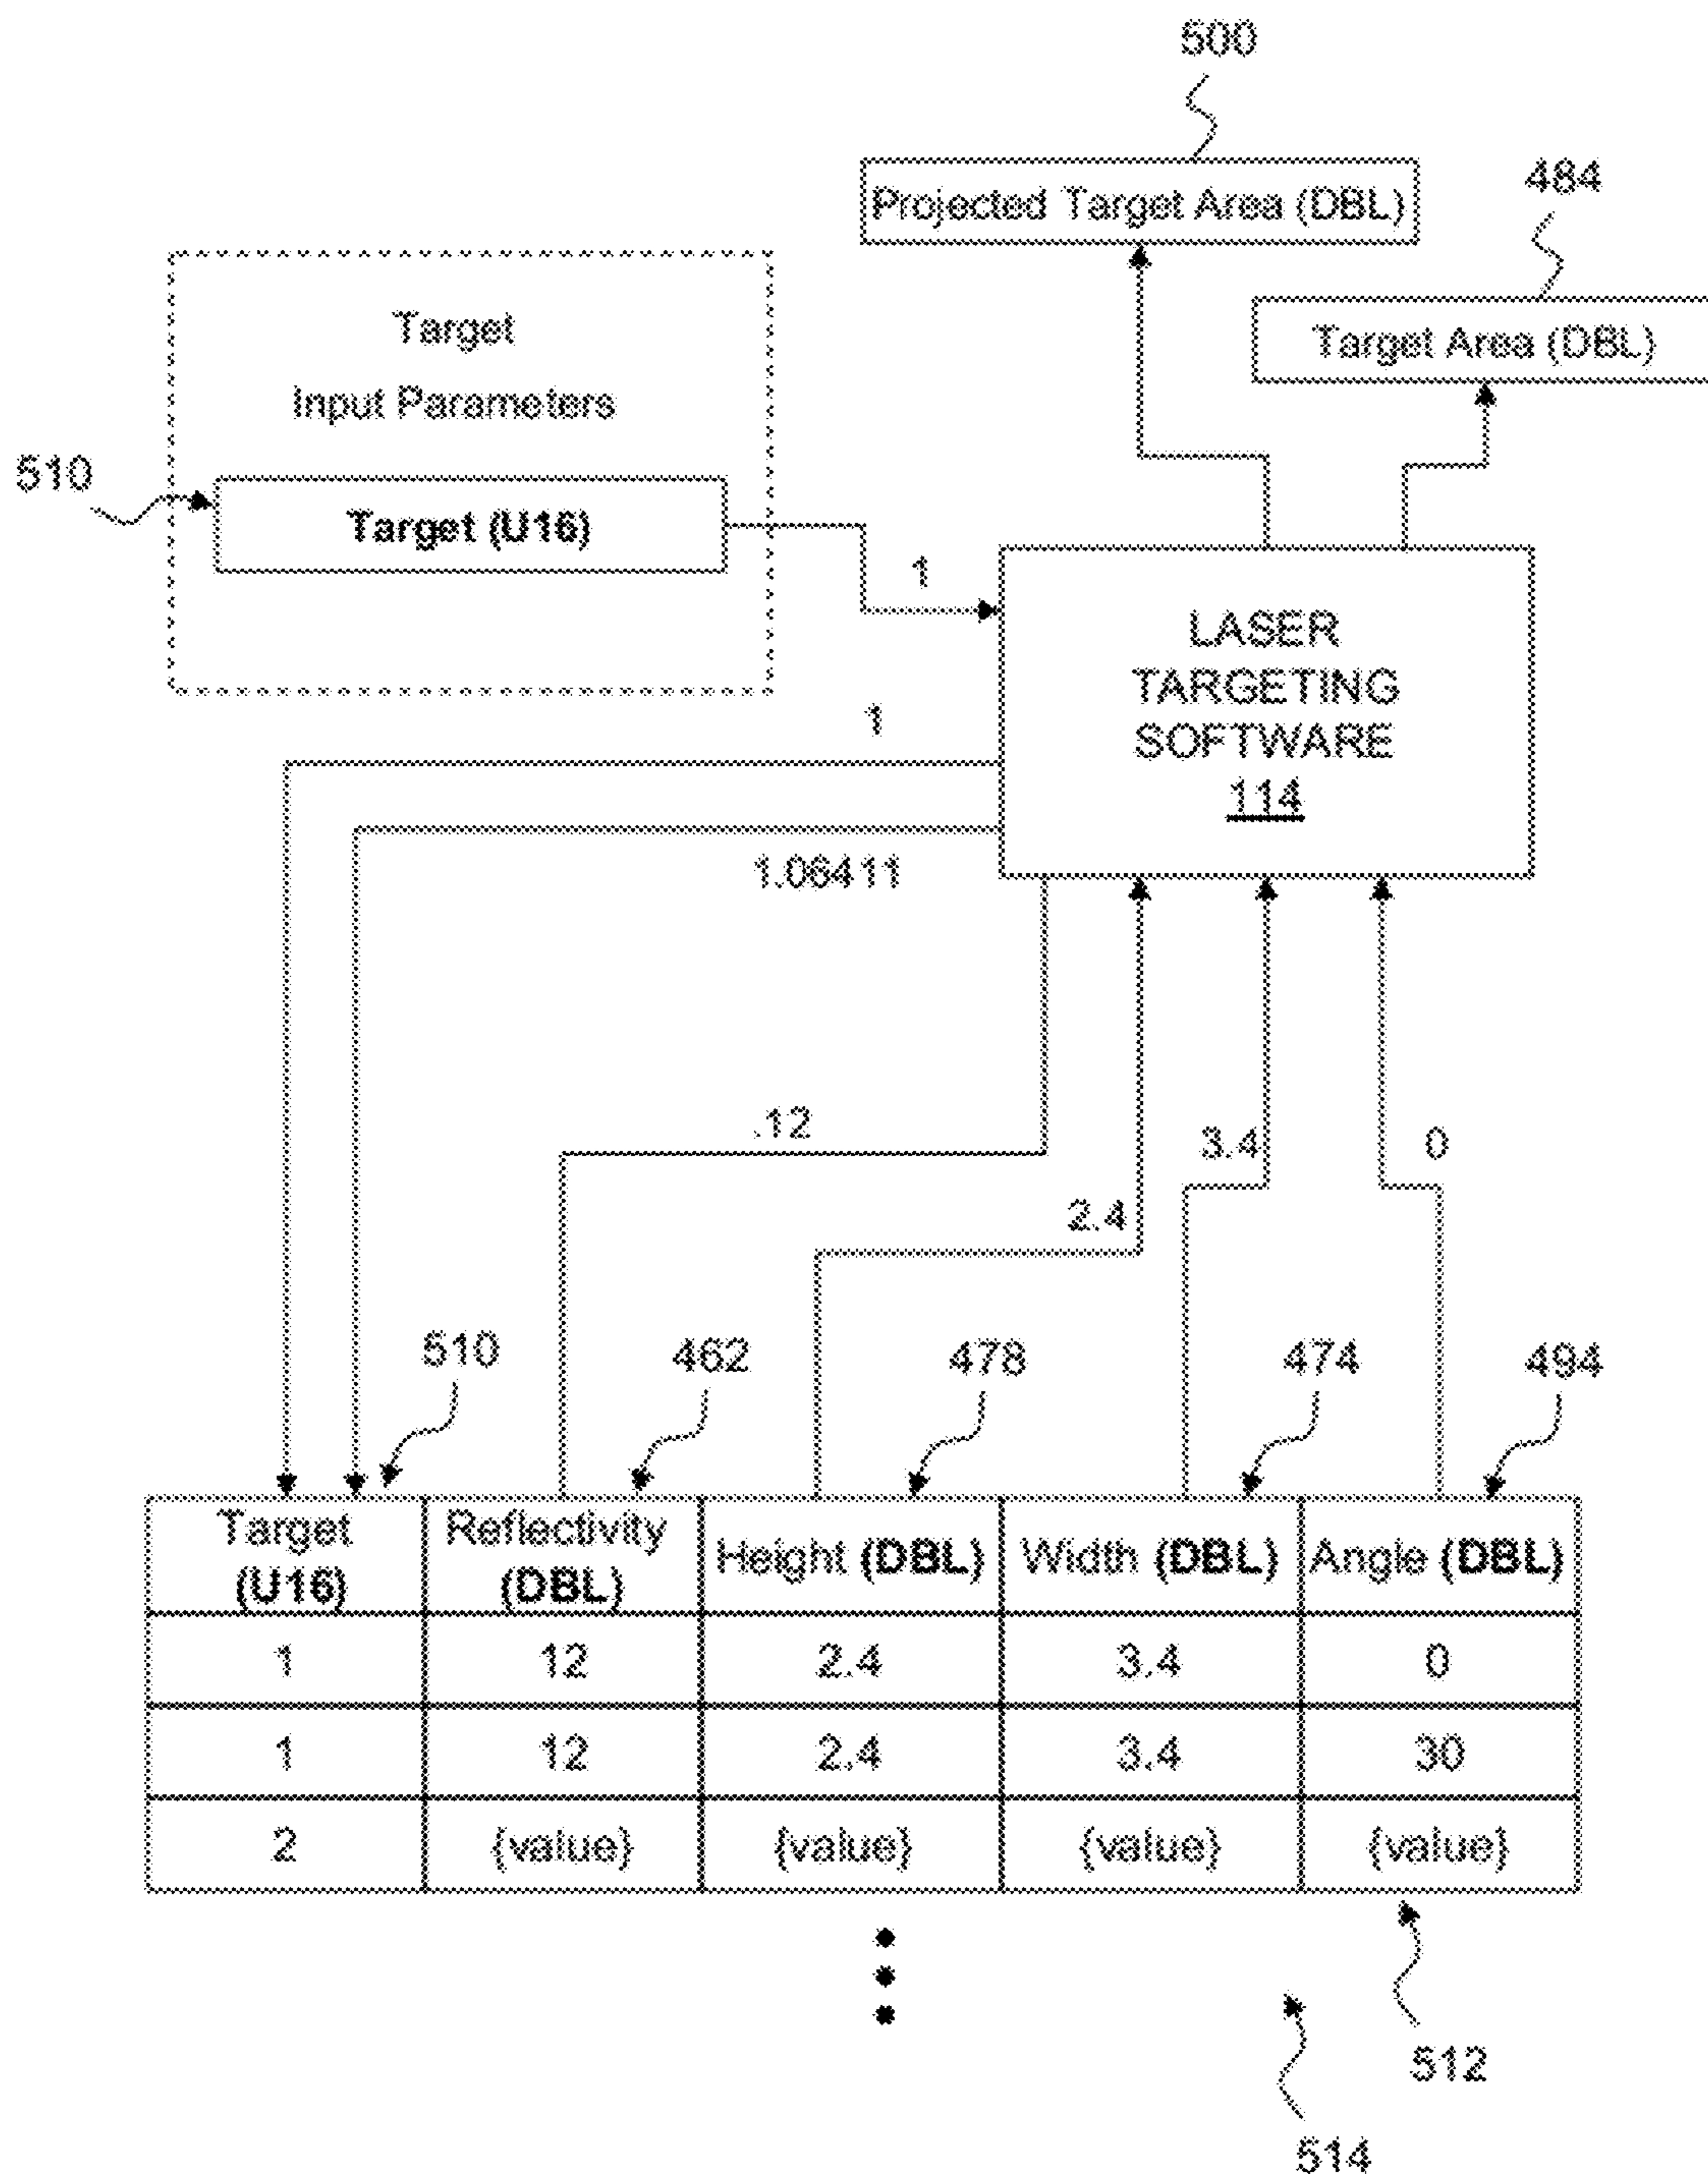 500
Projected Target Area (DBL)
484
Target Area (DBL)
Target
Input Parameters
510
Target (U16)
1
LASER
TARGETING
SOFTWARE
114
1
1.06411
.12
3.4
0
2.4
510
462
478
474
494
Target
(U16)
Reflectivity
(DBL)
Height (DBL)
Width (DBL)
Angle (DBL)
1 12 2.4 3.4 0
1 12 2.4 3.4 30
2 {value} {value} {value} {value}
512
514